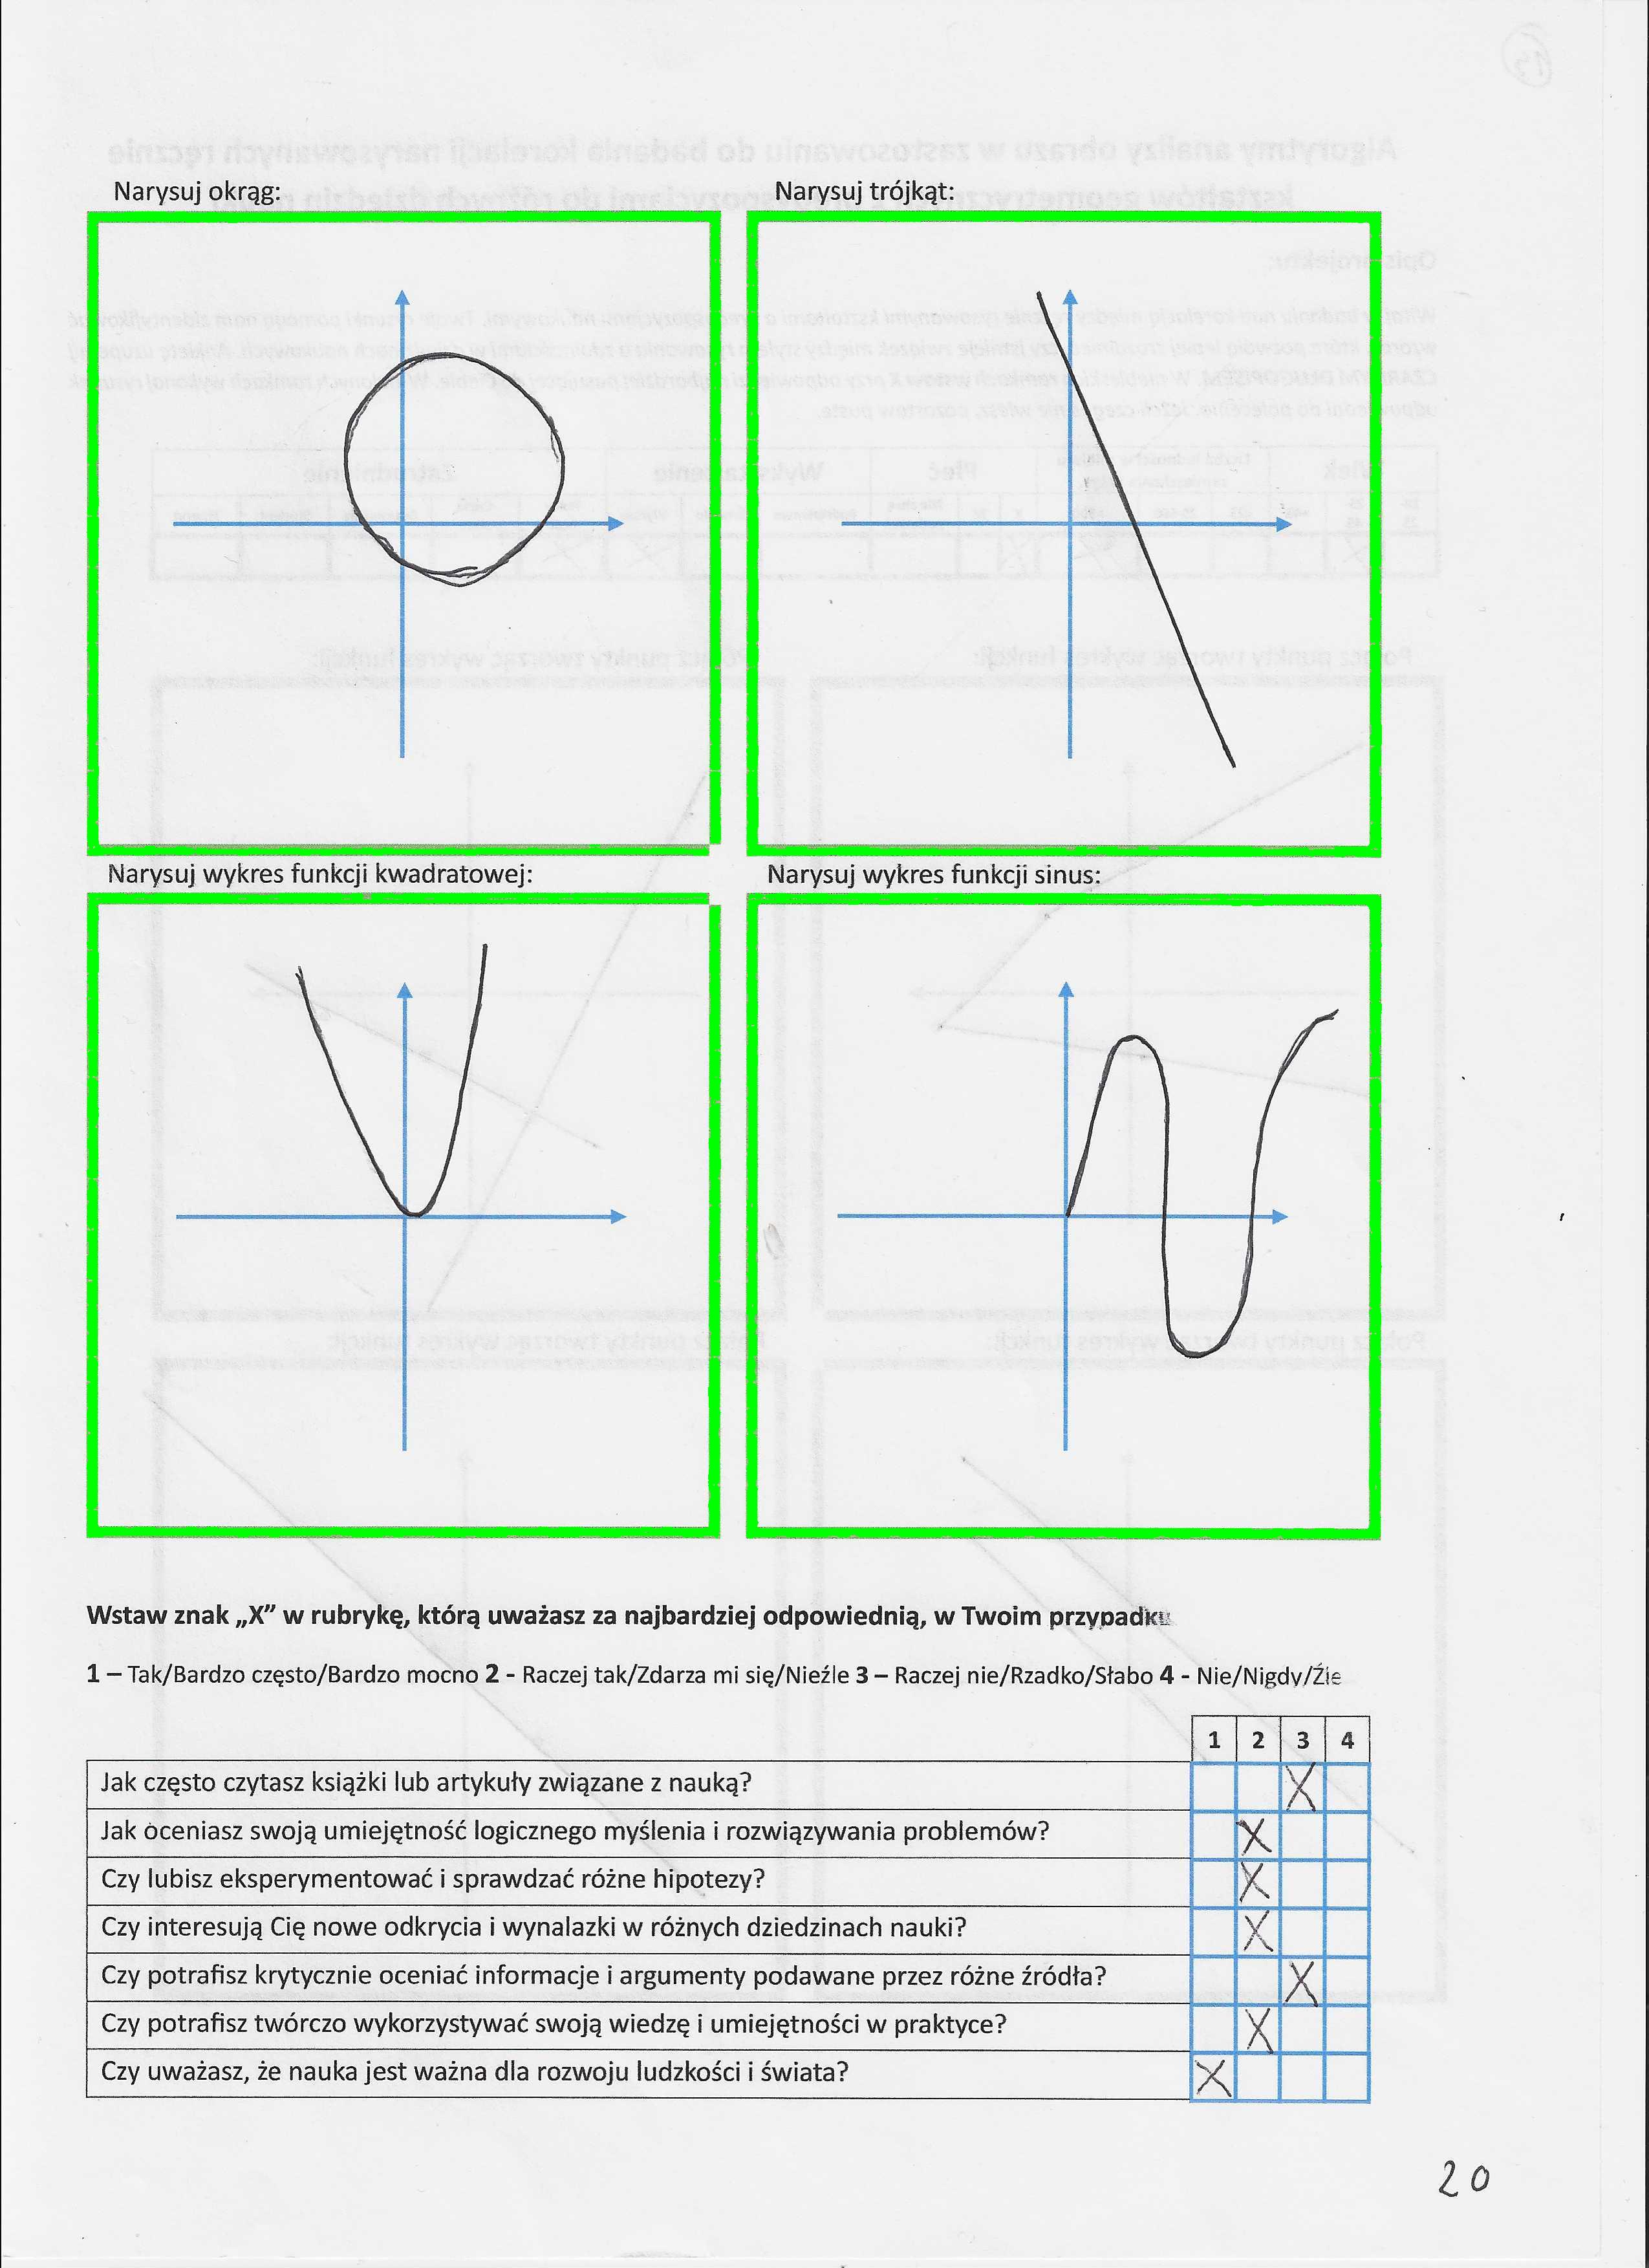 Narysuj okrąg:
Narysuj trójkąt:
Narysuj wykres funkcji kwadratowej:
Narysuj wykres funkcji sinus:
Wstaw znak „X” w rubrykę, którą uważasz za najbardziej odpowiednią, w Twoim przypadku
1 – Tak/Bardzo często/Bardzo mocno 2 - Raczej tak/Zdarza mi się/Nieźle 3 – Raczej nie/Rzadko/Słabo 4 - Nie/Nigdy/Źle
1 2 3 4
Jak często czytasz książki lub artykuły związane z nauką? X
Jak oceniasz swoją umiejętność logicznego myślenia i rozwiązywania problemów? X
Czy lubisz eksperymentować i sprawdzać różne hipotezy? X
Czy interesują Cię nowe odkrycia i wynalazki w różnych dziedzinach nauki? X
Czy potrafisz krytycznie oceniać informacje i argumenty podawane przez różne źródła? X
Czy potrafisz twórczo wykorzystywać swoją wiedzę i umiejętności w praktyce? X
Czy uważasz, że nauka jest ważna dla rozwoju ludzkości i świata? X
20